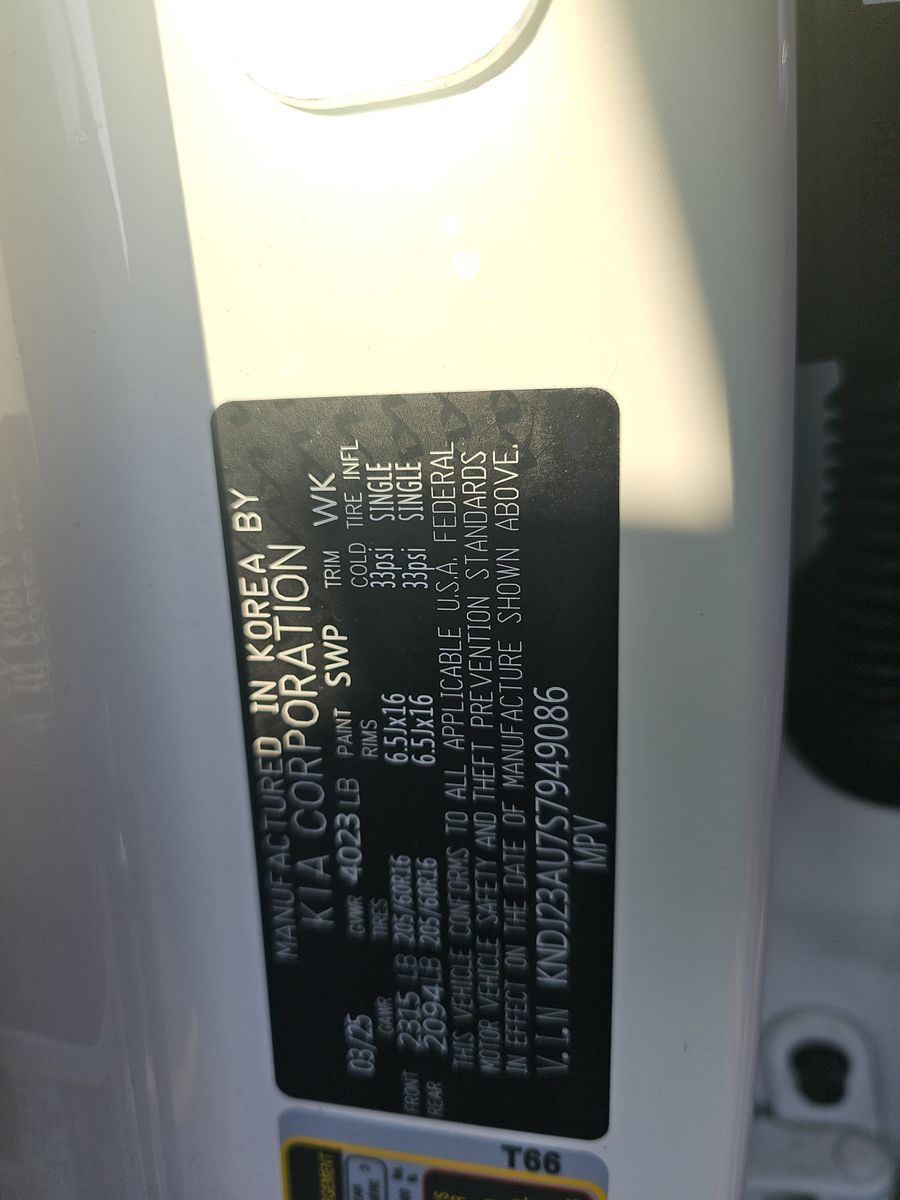 MANUFACTURED IN KOREA BY
KIA CORPORATION
03/25 GVWR 4023 LB PAINT SWP TRIM WK
GAWR TIRES RMS COLD TIRE INFL
FRONT 2315 LB 205/60R16 6.5Jx16 33psi SINGLE
REAR 2094 LB 205/60R16 6.5Jx16 33psi SINGLE
THIS VEHICLE CONFORMS TO ALL APPLICABLE U.S.A. FEDERAL
MOTOR VEHICLE SAFETY AND THEFT PREVENTION STANDARDS
IN EFFECT ON THE DATE OF MANUFACTURE SHOWN ABOVE.
V.I.N KNDJ23AU7S7949086
MPV
T66